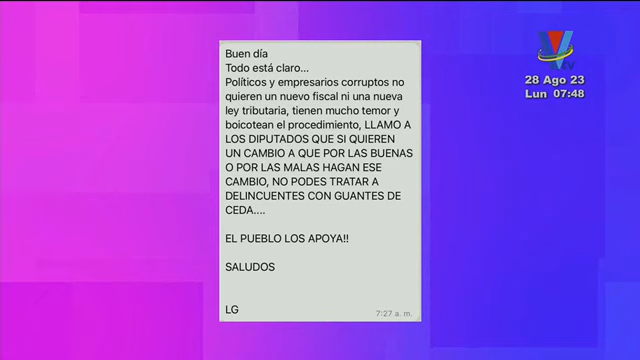 Buen día
Todo está claro...
Políticos y empresarios corruptos no
quieren un nuevo fiscal ni una nueva
ley tributaria, tienen mucho temor y
boicotean el procedimiento, LLAMO A
LOS DIPUTADOS QUE SI QUIEREN
UN CAMBIO A QUE POR LAS BUENAS
O POR LAS MALAS HAGAN ESE
CAMBIO, NO PODES TRATAR A
DELINCUENTES CON GUANTES DE
CEDA....
EL PUEBLO LOS APOYA!!
SALUDOS
LG
7:27 a. m.
VTV
28 Ago 23
Lun 07:48